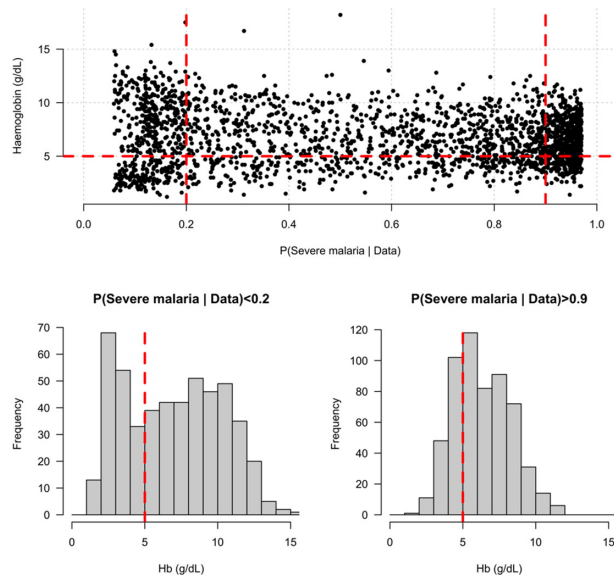 Haemoglobin (g/dL)
15
10
5
0.0 0.2 0.4 0.6 0.8 1.0
P(Severe malaria | Data)
P(Severe malaria | Data)<0.2
Frequency
70
60
50
40
30
20
10
0
0 5 10 15
Hb (g/dL)
P(Severe malaria | Data)>0.9
Frequency
120
100
80
60
40
20
0
0 5 10 15
Hb (g/dL)